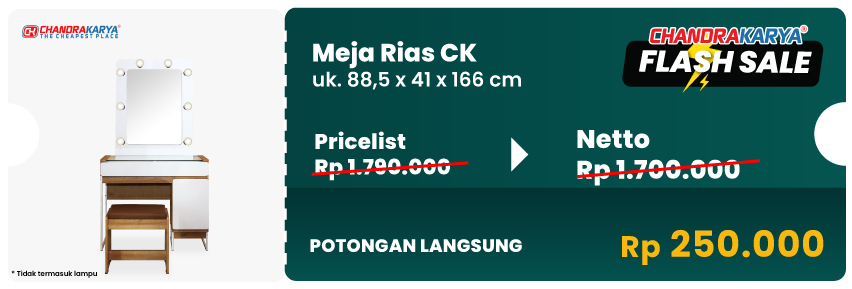 CK CHANDRAKARYA®
THE CHEAPEST PLACE
* Tidak termasuk lampu
Meja Rias CK
uk. 88,5 x 41 x 166 cm
CHANDRAKARYA®
FLASH SALE
Pricelist
Rp 1.790.000
Netto
Rp 1.700.000
POTONGAN LANGSUNG
Rp 250.000